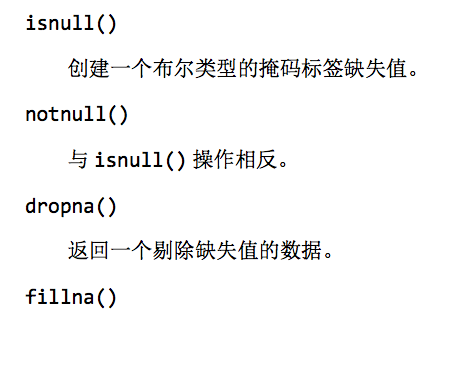 isnull()
创建一个布尔类型的掩码标签缺失值。
notnull()
与 isnull() 操作相反。
dropna()
返回一个剔除缺失值的数据。
fillna()